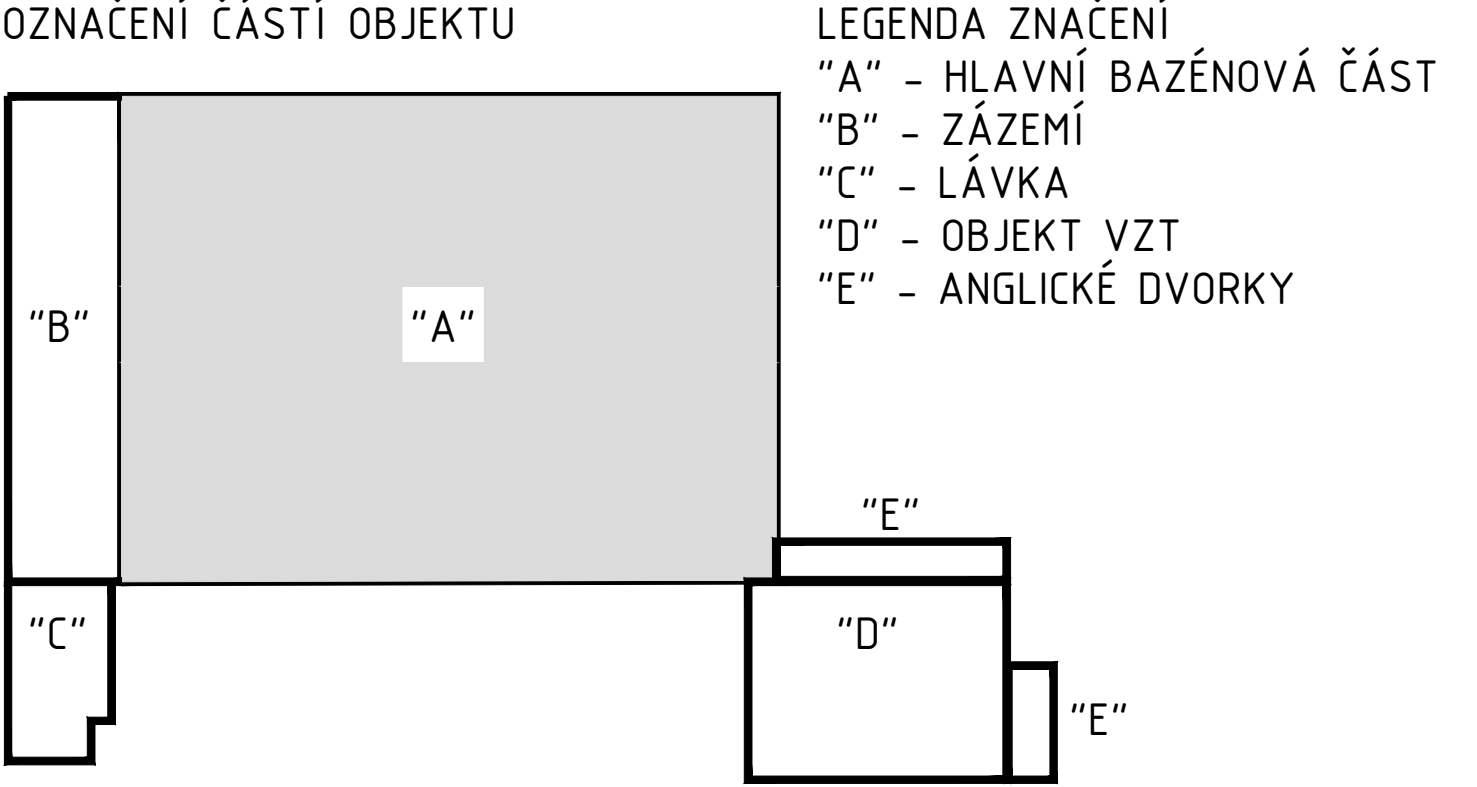 OZNAČENÍ ČÁSTÍ OBJEKTU
LEGENDA ZNAČENÍ
"A" - HLAVNÍ BAZÉNOVÁ ČÁST
"B" - ZÁZEMÍ
"C" - LÁVKA
"D" - OBJEKT VZT
"E" - ANGLICKÉ DVORKY
"B"
"A"
"E"
"C"
"D"
"E"